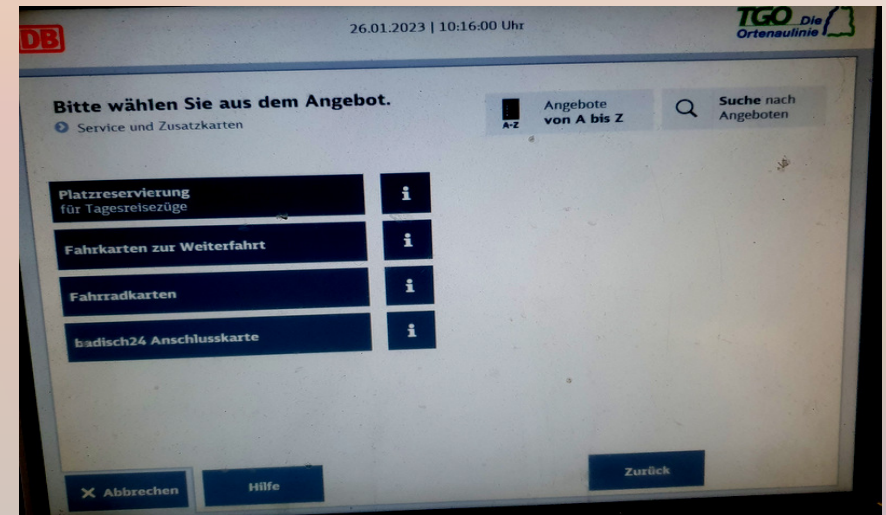 DB
26.01.2023 | 10:16:00 Uhr
TGO Die
Ortenaulinie
Bitte wählen Sie aus dem Angebot.
Service und Zusatzkarten
A-Z
Angebote
von A bis Z
Suche nach
Angeboten
Platzreservierung
für Tagesreisezüge
i
Fahrkarten zur Weiterfahrt
i
Fahrradkarten
i
badisch24 Anschlusskarte
i
X Abbrechen
Hilfe
Zurück